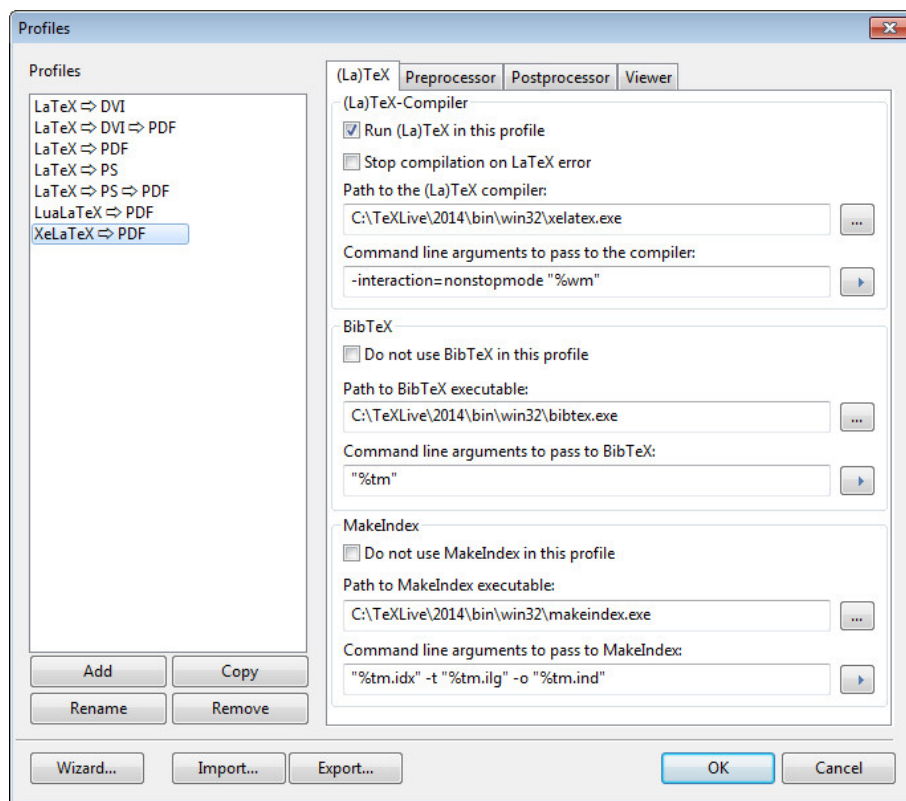 Profiles
Profiles
LaTeX ⇨ DVI
LaTeX ⇨ DVI ⇨ PDF
LaTeX ⇨ PDF
LaTeX ⇨ PS
LaTeX ⇨ PS ⇨ PDF
LuaLaTeX ⇨ PDF
XeLaTeX ⇨ PDF
Add
Copy
Rename
Remove
(La)TeX
Preprocessor
Postprocessor
Viewer
(La)TeX-Compiler
Run (La)TeX in this profile
Stop compilation on LaTeX error
Path to the (La)TeX compiler:
C:\TeXLive\2014\bin\win32\xelatex.exe
...
Command line arguments to pass to the compiler:
-interaction=nonstopmode "%wm"
BibTeX
Do not use BibTeX in this profile
Path to BibTeX executable:
C:\TeXLive\2014\bin\win32\bibtex.exe
...
Command line arguments to pass to BibTeX:
"%tm"
MakeIndex
Do not use MakeIndex in this profile
Path to MakeIndex executable:
C:\TeXLive\2014\bin\win32\makeindex.exe
...
Command line arguments to pass to MakeIndex:
"%tm.idx" -t "%tm.ilg" -o "%tm.ind"
Wizard...
Import...
Export...
OK
Cancel